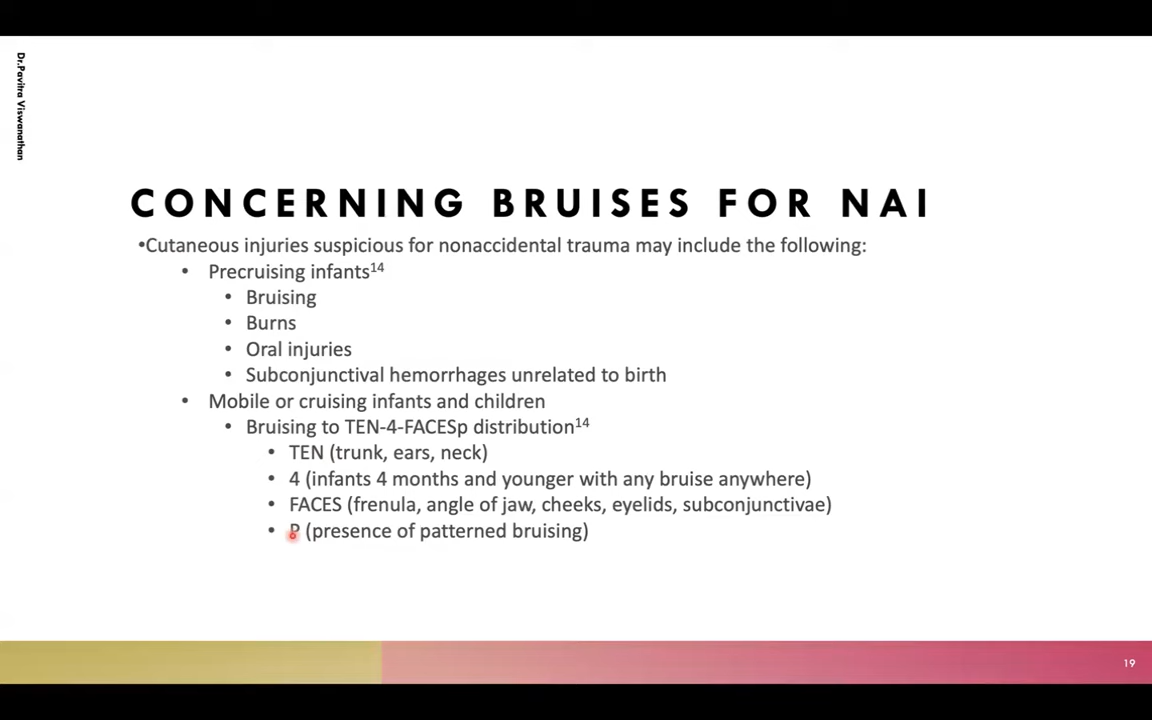 Dr.Pavitra Viswanathan
CONCERNING BRUISES FOR NAI
•Cutaneous injuries suspicious for nonaccidental trauma may include the following:
• Precruising infants14
• Bruising
• Burns
• Oral injuries
• Subconjunctival hemorrhages unrelated to birth
• Mobile or cruising infants and children
• Bruising to TEN-4-FACESp distribution14
• TEN (trunk, ears, neck)
• 4 (infants 4 months and younger with any bruise anywhere)
• FACES (frenula, angle of jaw, cheeks, eyelids, subconjunctivae)
• P (presence of patterned bruising)
19